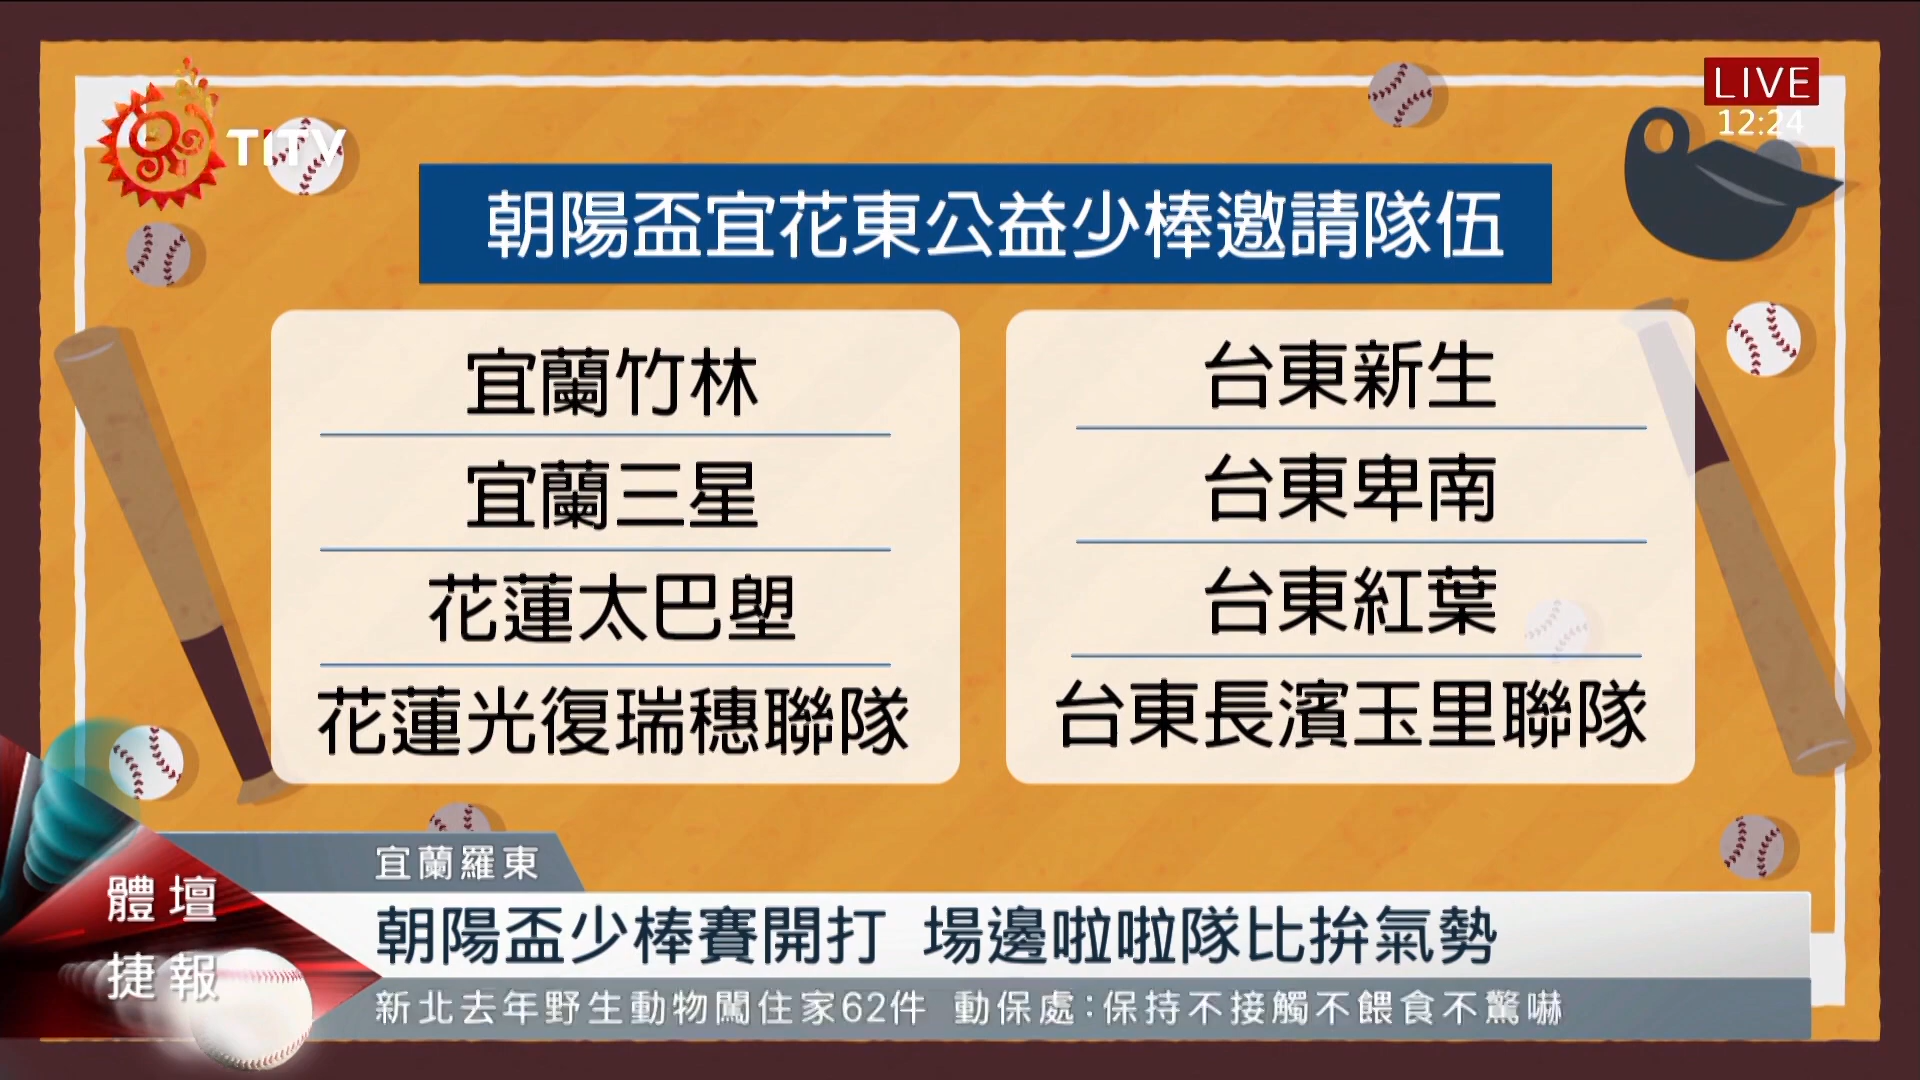 TITV
LIVE
12:24
朝陽盃宜花東公益少棒邀請隊伍
宜蘭竹林
宜蘭三星
花蓮太巴塱
花蓮光復瑞穗聯隊
台東新生
台東卑南
台東紅葉
台東長濱玉里聯隊
宜蘭羅東
體壇
捷報
朝陽盃少棒賽開打 場邊啦啦隊比拚氣勢
新北去年野生動物闖住家62件 動保處:保持不接觸不餵食不驚嚇